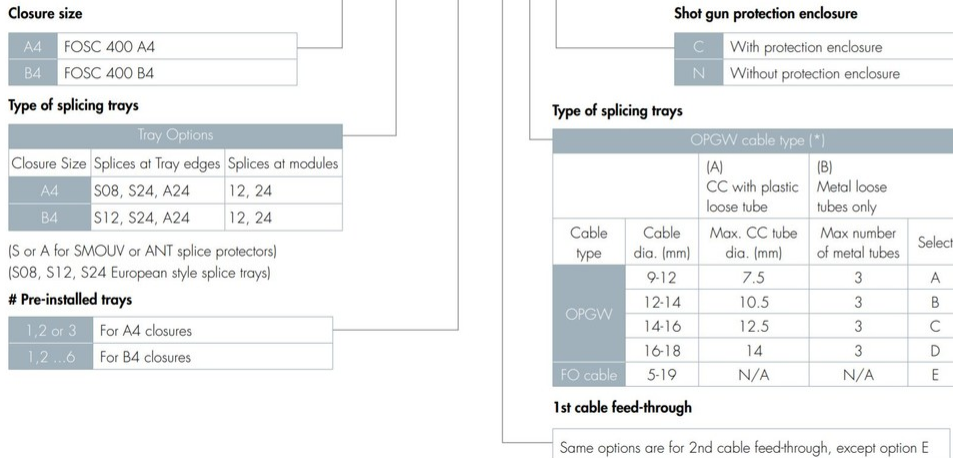 Closure size
A4 FOSC 400 A4
B4 FOSC 400 B4
Type of splicing trays
Tray Options
Closure Size Splices at Tray edges Splices at modules
A4 S08, S24, A24 12, 24
B4 S12, S24, A24 12, 24
(S or A for SMOUV or ANT splice protectors)
(S08, S12, S24 European style splice trays)
# Pre-installed trays
1,2 or 3 For A4 closures
1,2 ...6 For B4 closures
Shot gun protection enclosure
C With protection enclosure
N Without protection enclosure
Type of splicing trays
OPGW cable type (*)
(A) (B)
CC with plastic Metal loose
loose tube tubes only
Cable Cable Max. CC tube Max number
type dia. (mm) dia. (mm) of metal tubes Select
OPGW
9-12 7.5 3 A
12-14 10.5 3 B
14-16 12.5 3 C
16-18 14 3 D
FO cable 5-19 N/A N/A E
1st cable feed-through
Same options are for 2nd cable feed-through, except option E